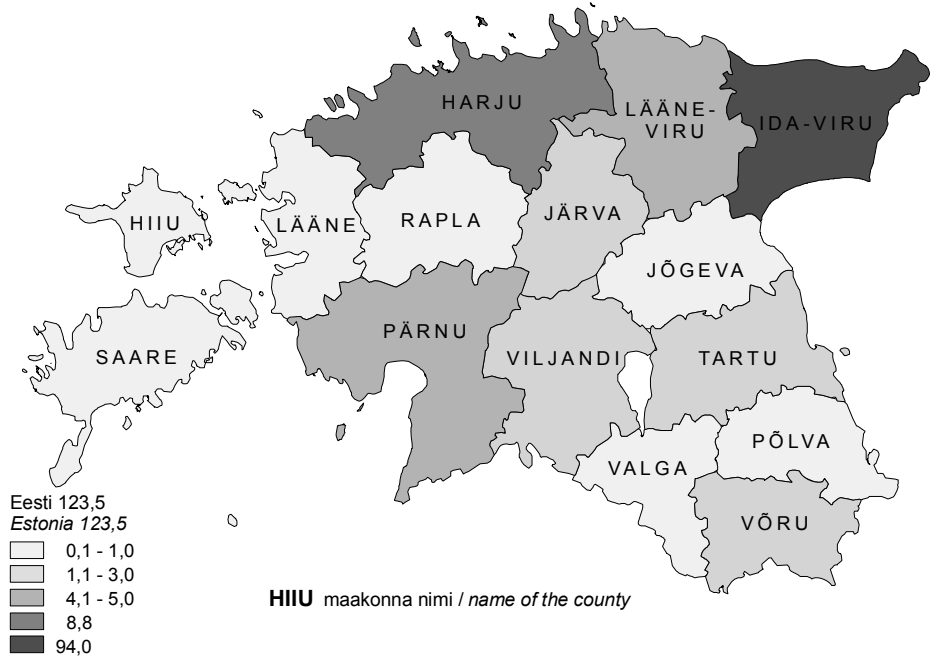 HARJU
LÄÄNE-
VIRU
IDA-VIRU
HIIU
LÄÄNE
RAPLA
JÄRVA
JÕGEVA
SAARE
PÄRNU
VILJANDI
TARTU
VALGA
PÕLVA
VÕRU
Eesti 123,5
Estonia 123,5
0,1 - 1,0
1,1 - 3,0
4,1 - 5,0
8,8
94,0
HIIU maakonna nimi / name of the county